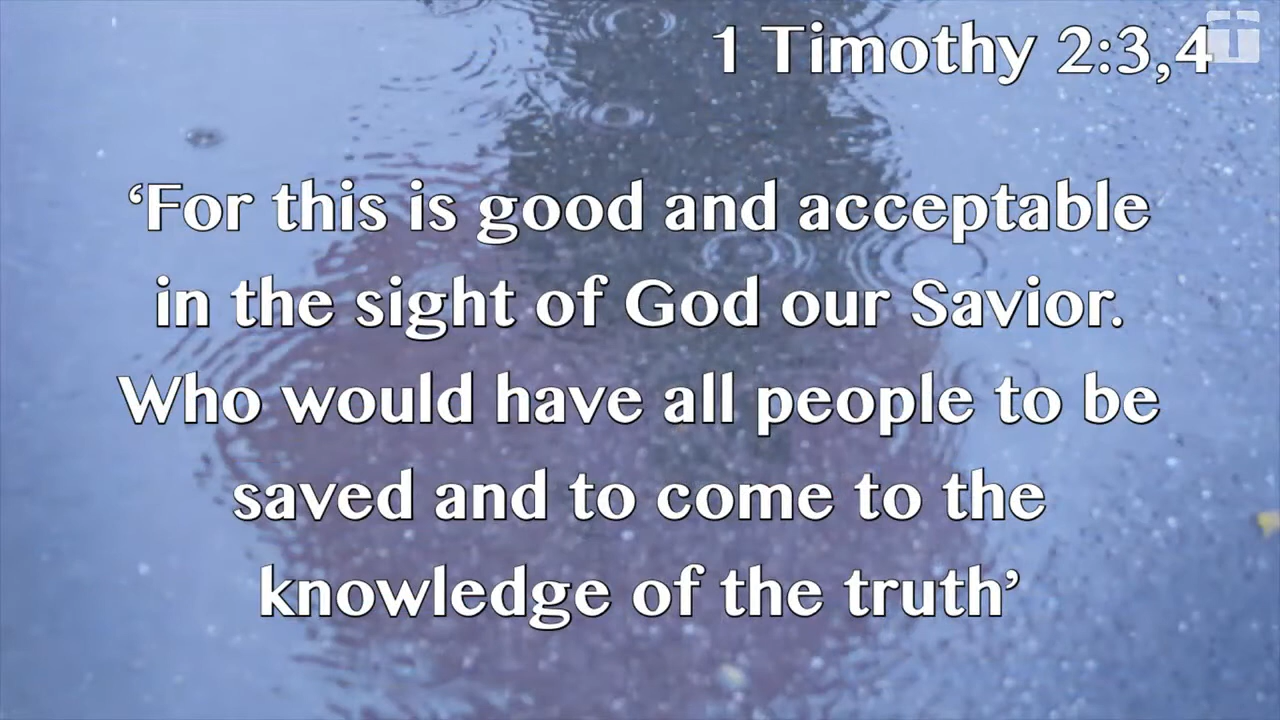 1 Timothy 2:3,4
‘For this is good and acceptable
in the sight of God our Savior.
Who would have all people to be
saved and to come to the
knowledge of the truth’